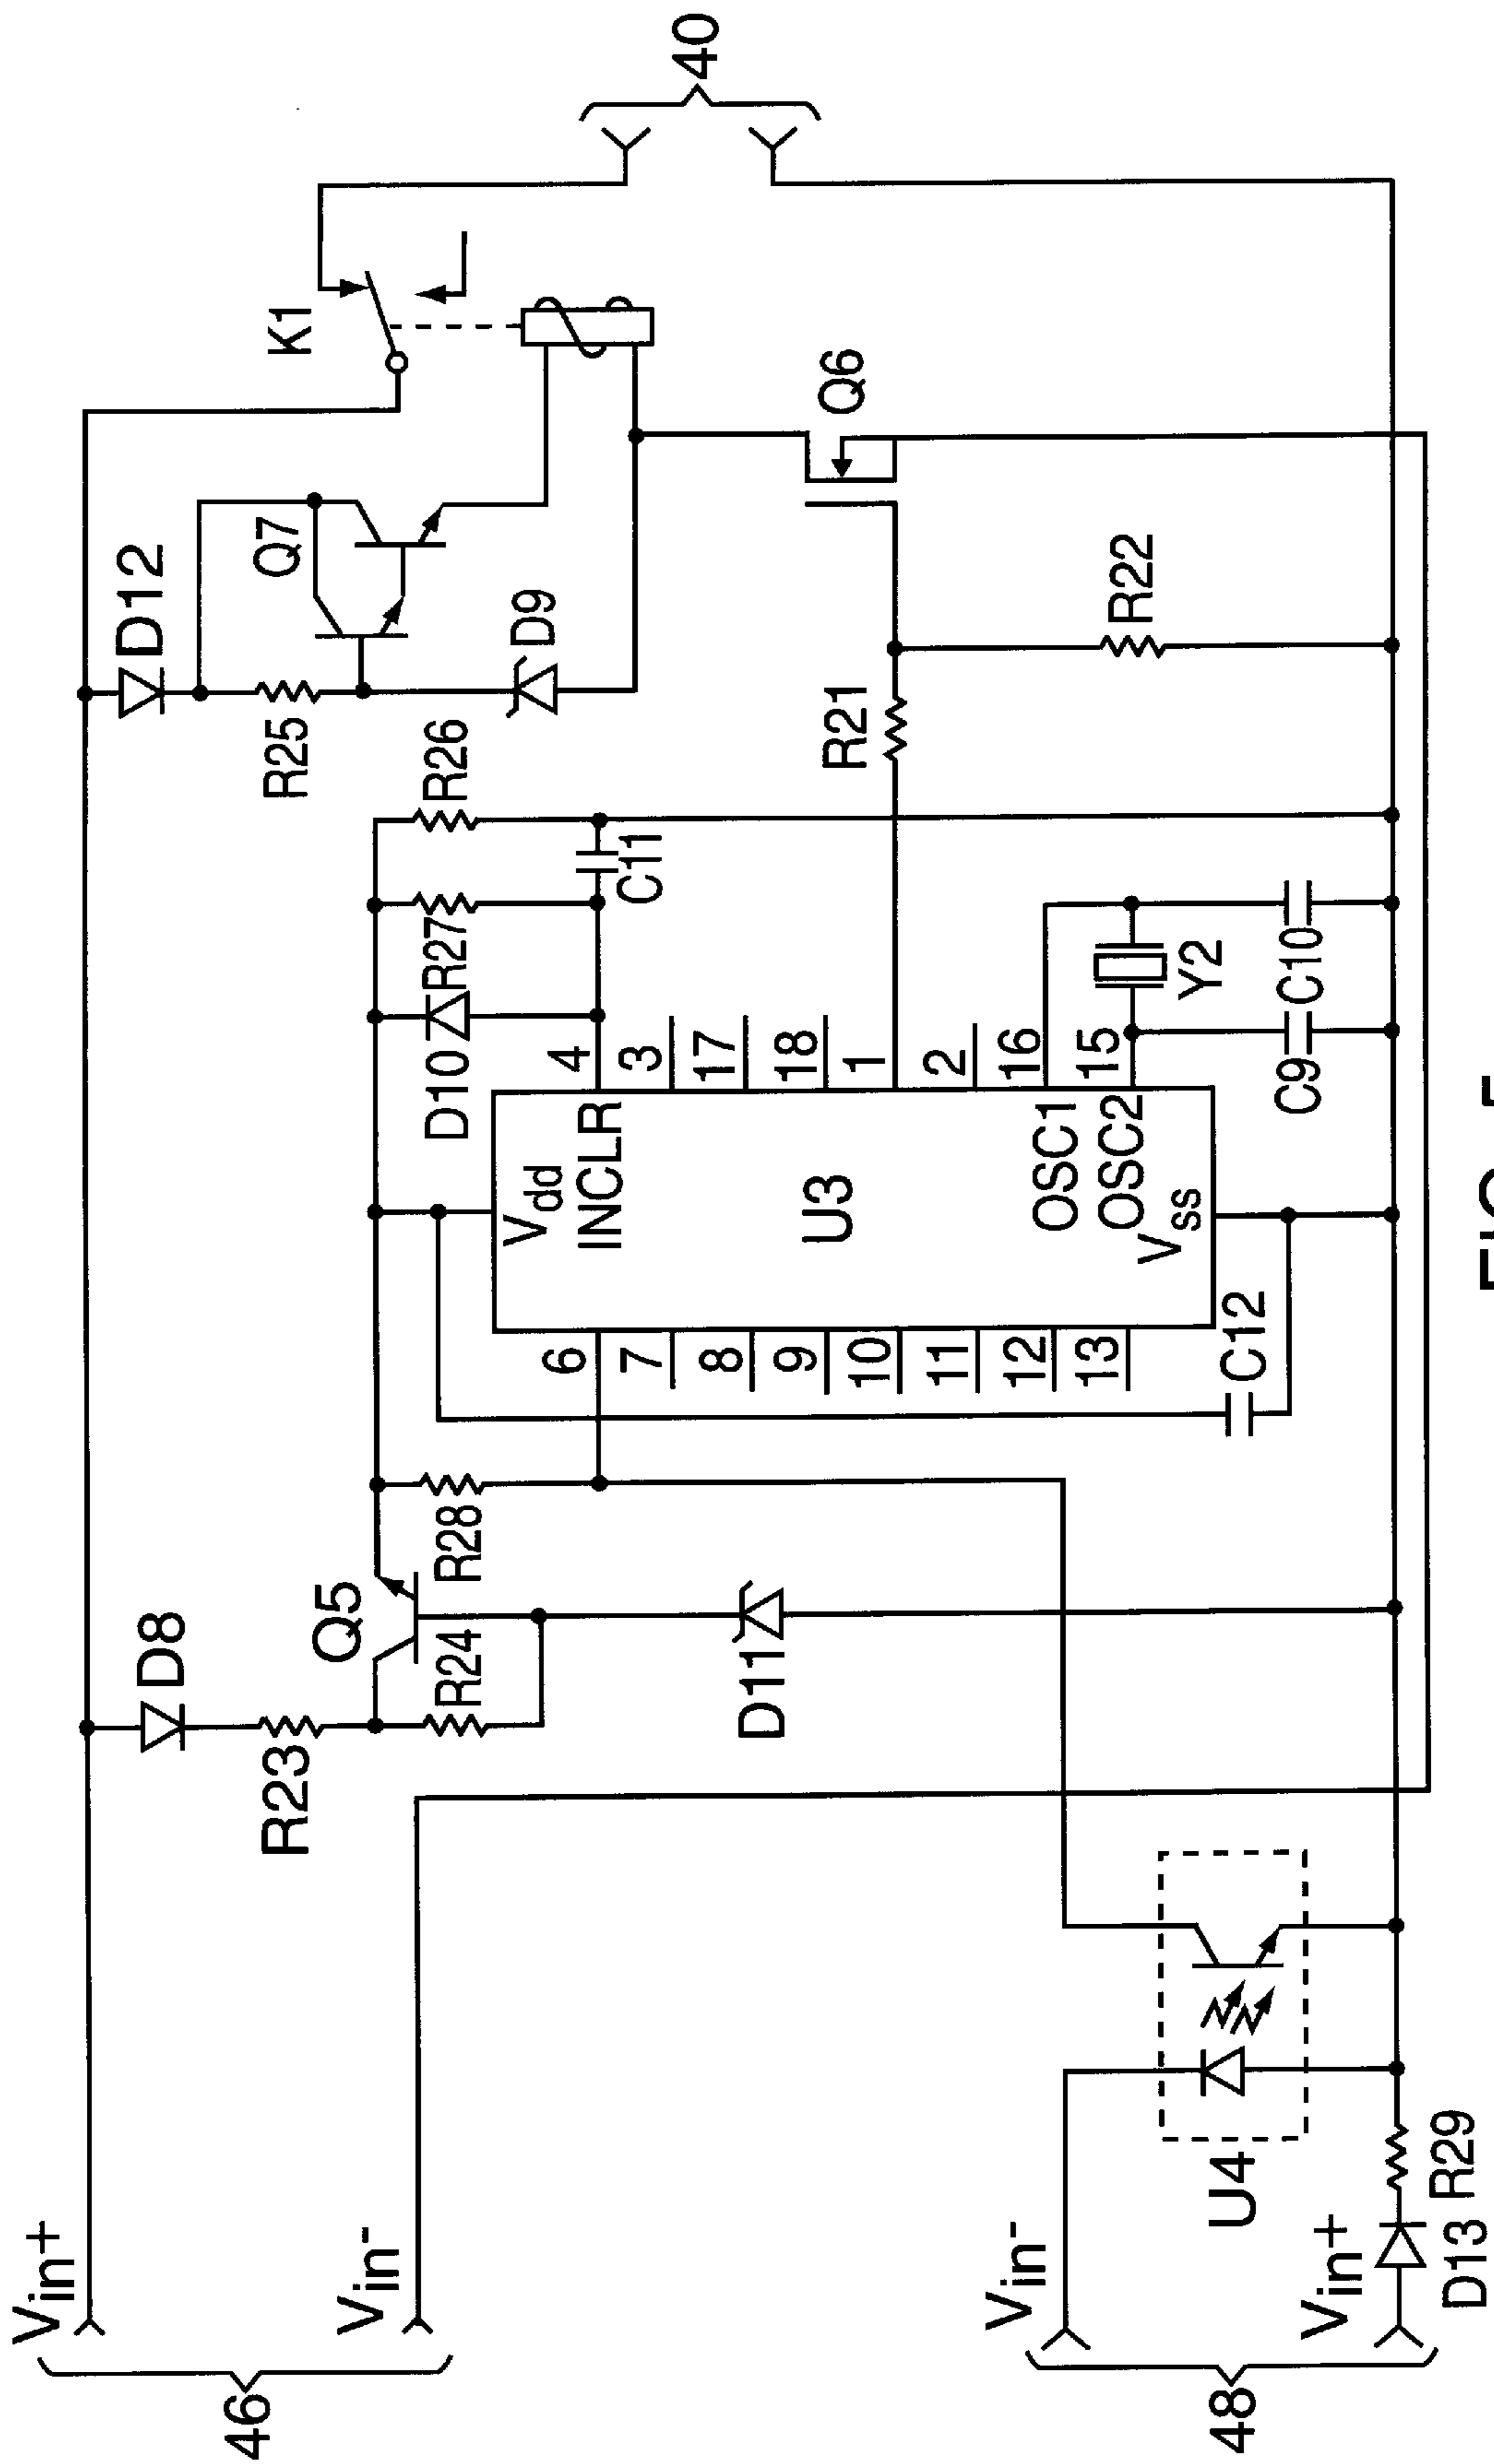 Vin+
D8
D12
46
R23
Q5
R25
Q7
K1
Vin-
R24
R28
D10
R27
R26
D9
6
Vdd
INCLR
4
C11
7
3
40
8
17
D11
9
U3
18
10
1
R21
Q6
11
2
12
OSC1
16
13
OSC2
15
Vin-
Vss
Y2
R22
48
U4
C12
C9
C10
Vin+
D13
R29